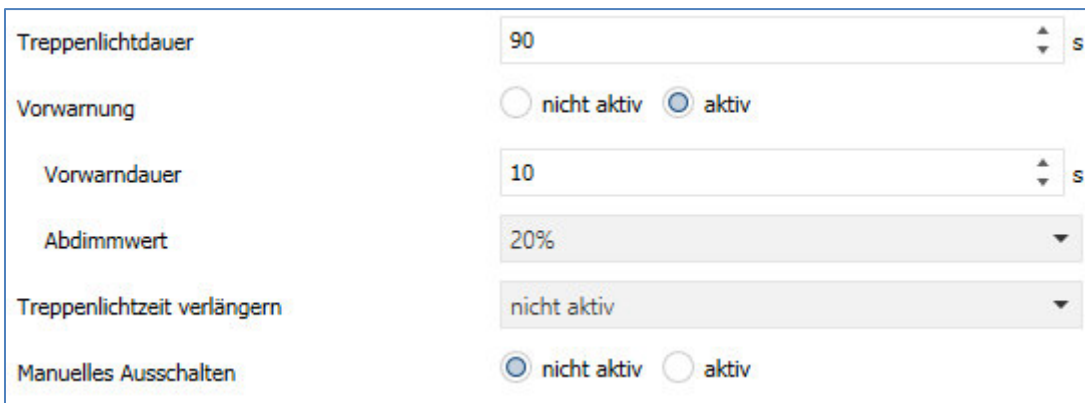 Treppenlichtdauer 90 s
Vorwarnung nicht aktiv aktiv
Vorwarndauer 10 s
Abdimmwert 20%
Treppenlichtzeit verlängern nicht aktiv
Manuelles Ausschalten nicht aktiv aktiv